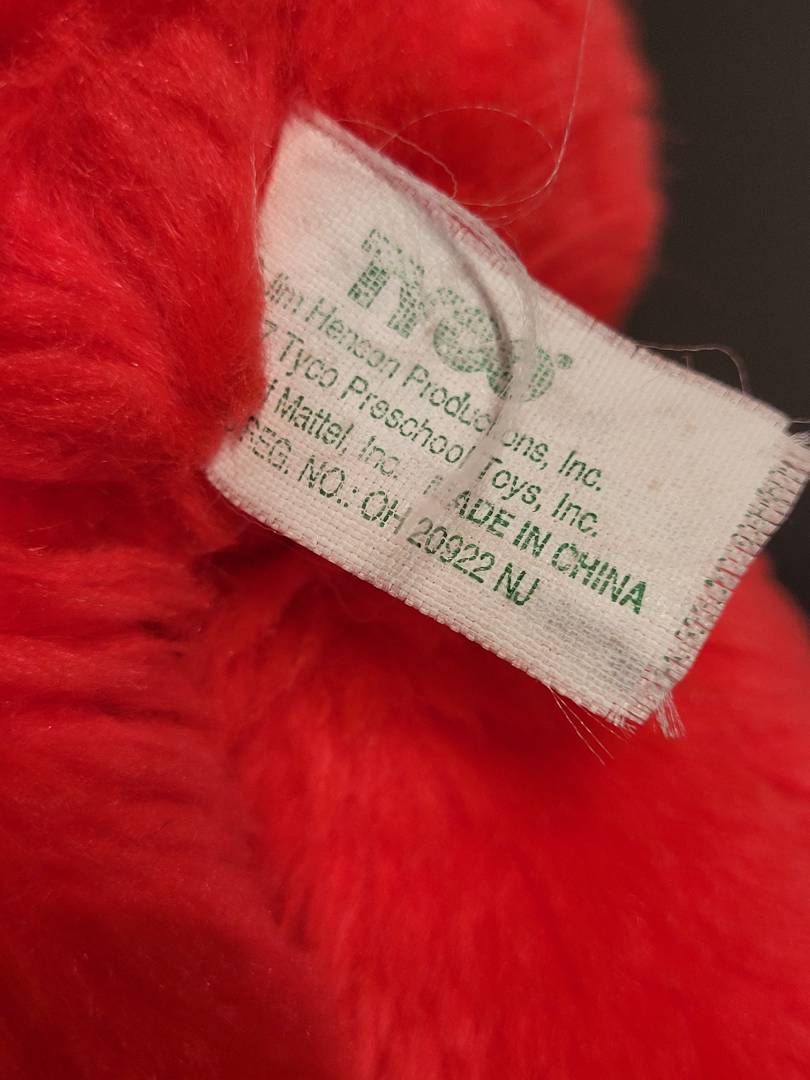 TYCO®
Jim Henson Productions, Inc.
7 Tyco Preschool Toys, Inc.
Mattel, Inc. MADE IN CHINA
REG. NO.: OH 20922 NJ